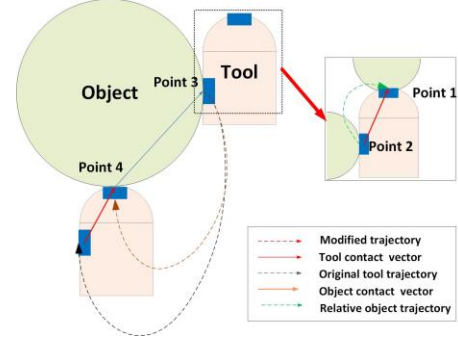 Object
Tool
Point 3
Point 4
Point 1
Point 2
Modified trajectory
Tool contact vector
Original tool trajectory
Object contact vector
Relative object trajectory